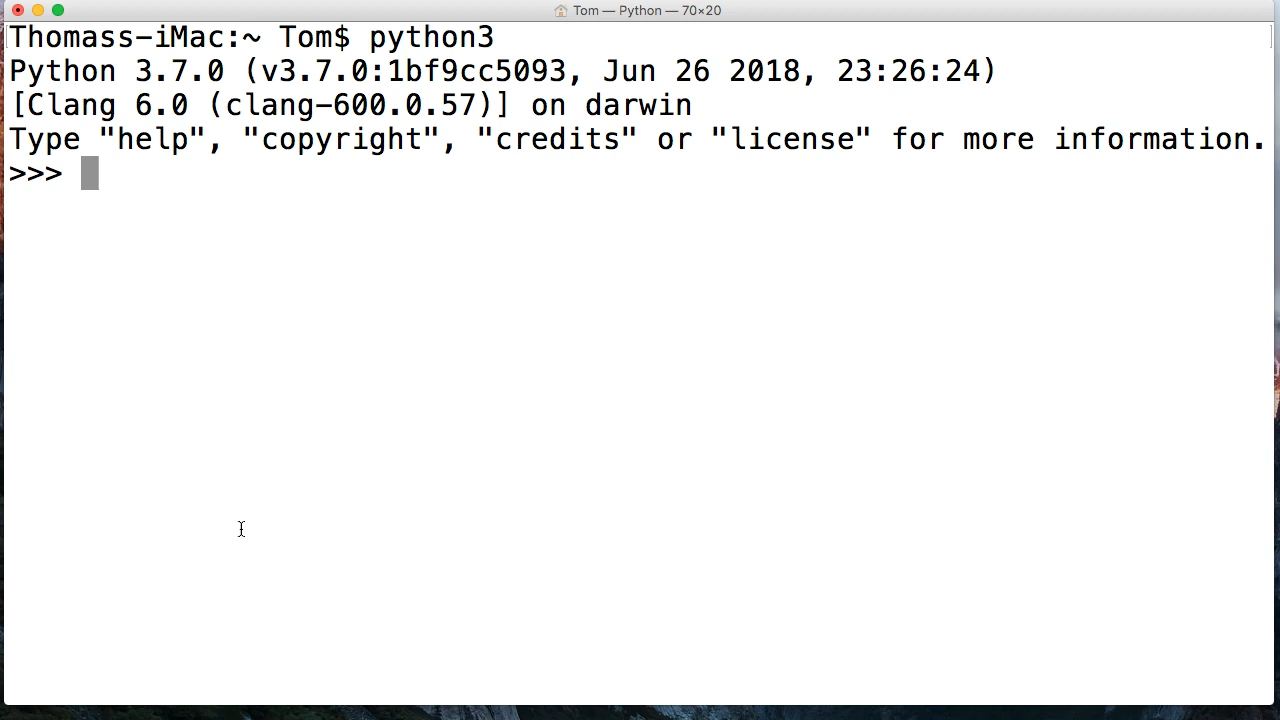 Tom — Python — 70×20
Thomass-iMac:~ Tom$ python3
Python 3.7.0 (v3.7.0:1bf9cc5093, Jun 26 2018, 23:26:24)
[Clang 6.0 (clang-600.0.57)] on darwin
Type "help", "copyright", "credits" or "license" for more information.
>>>